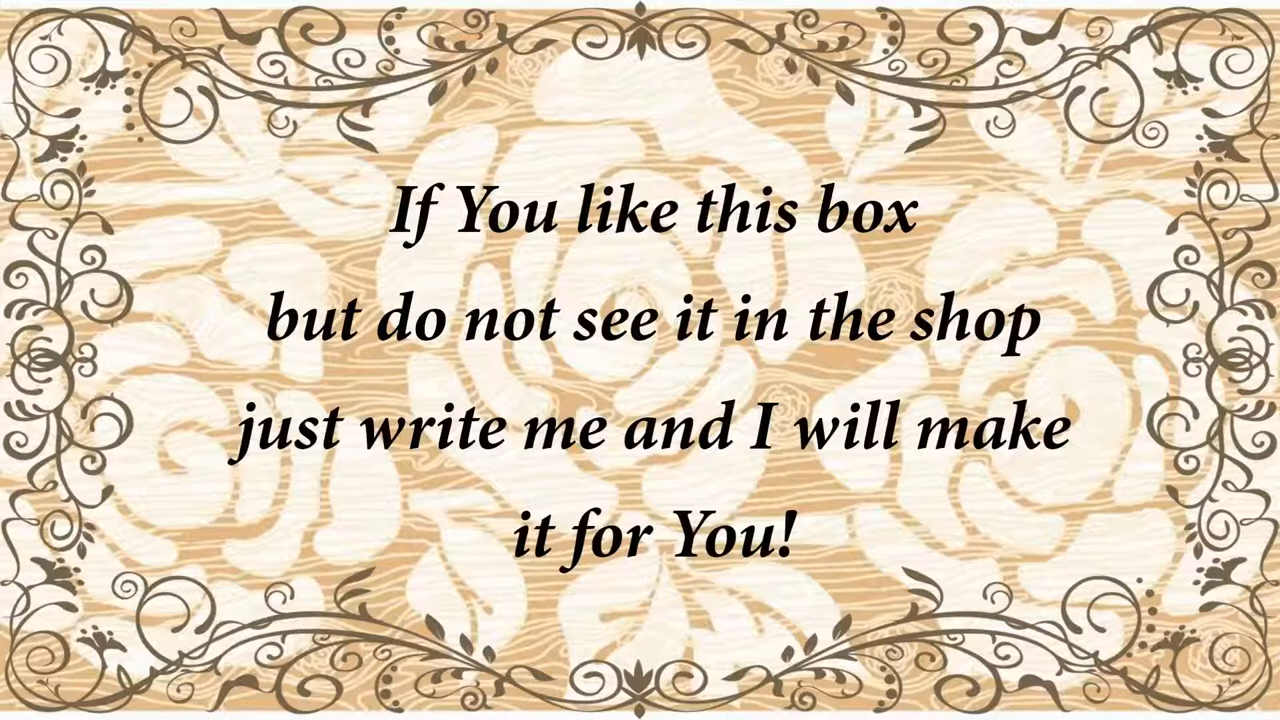 If You like this box
but do not see it in the shop
just write me and I will make
it for You!